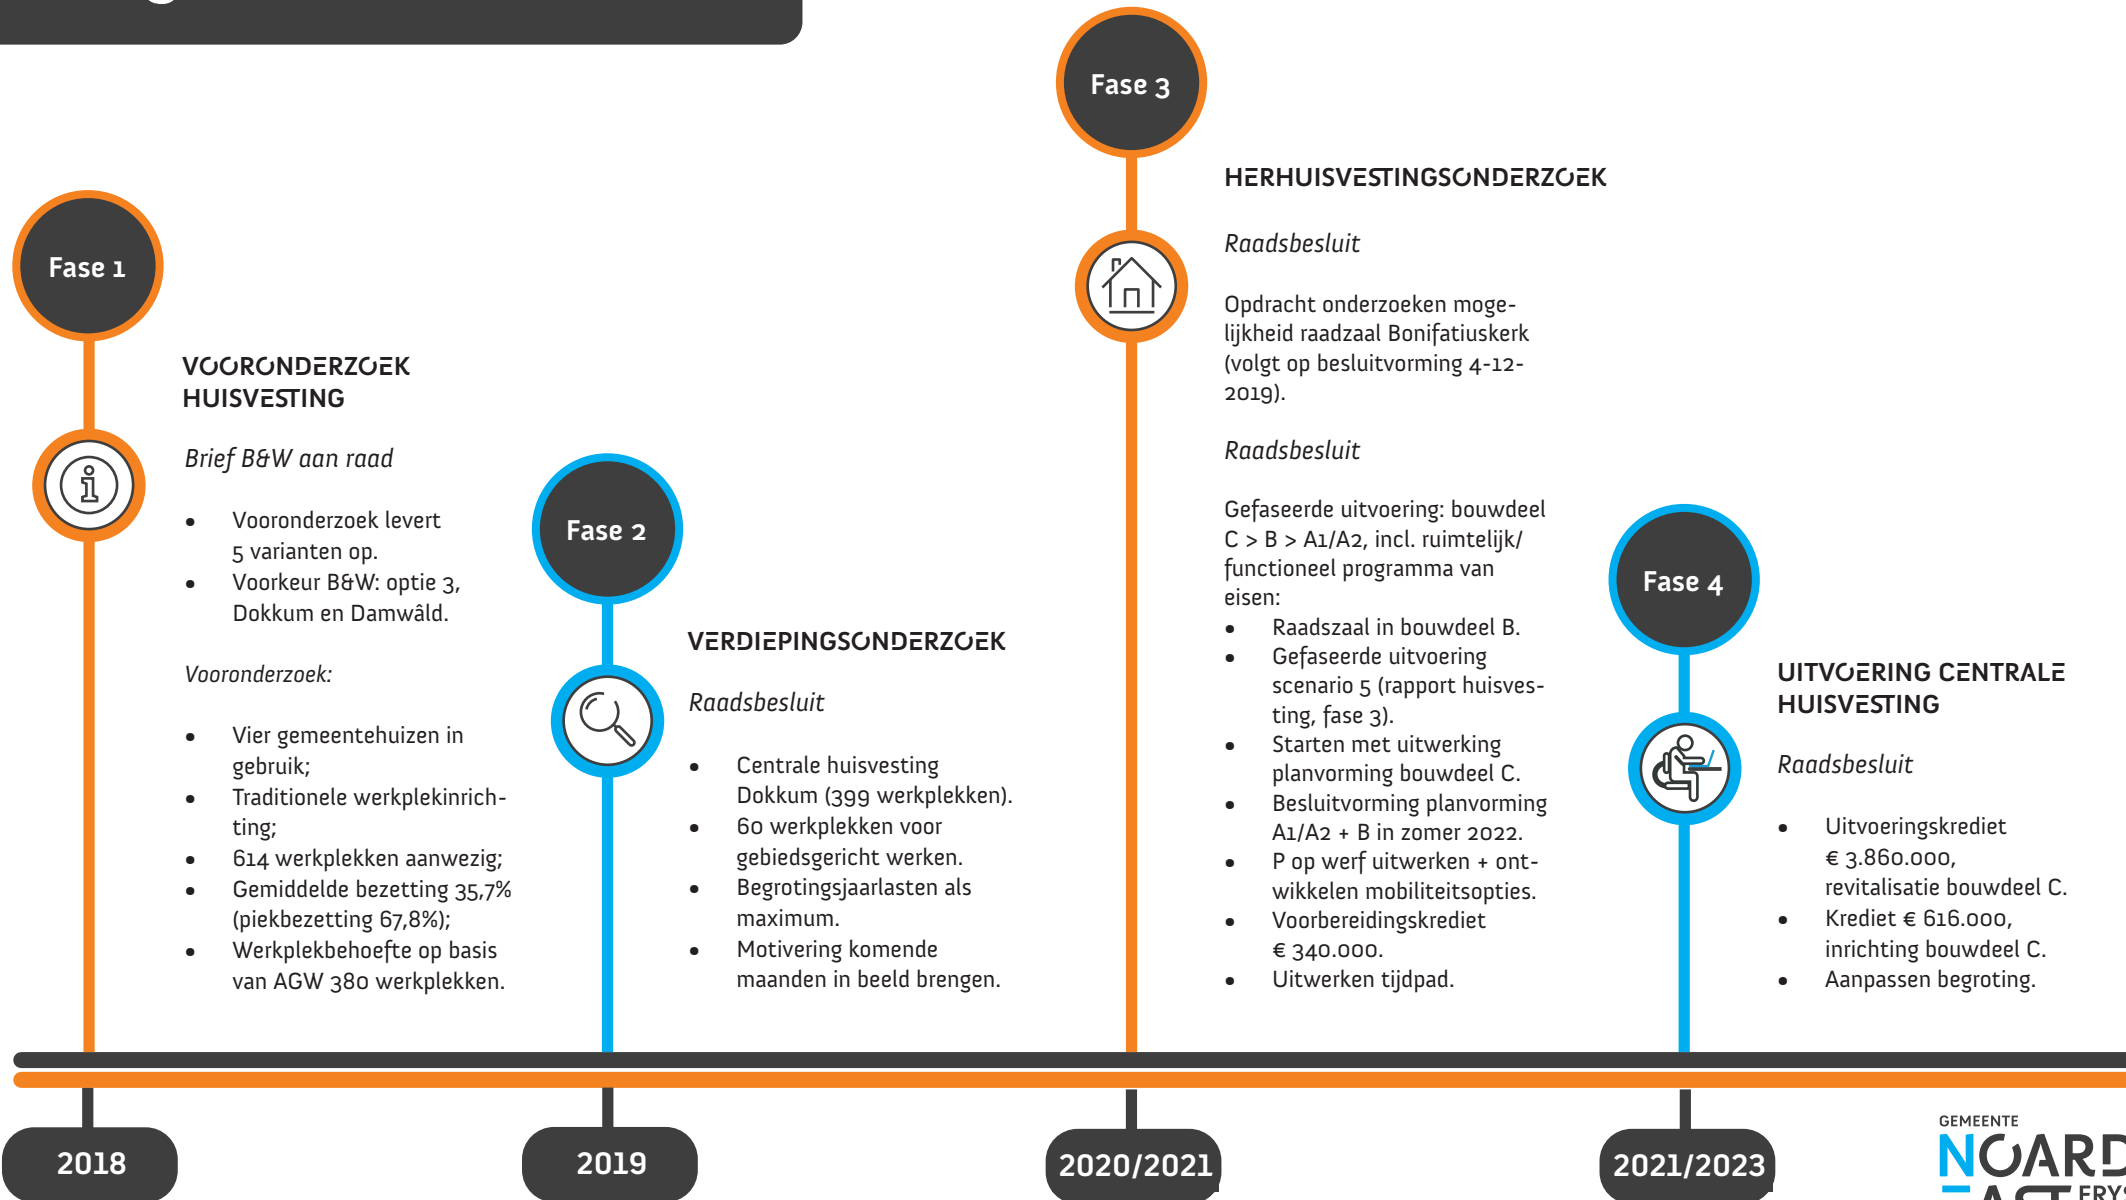 Fase 1
VOORONDERZOEK
HUISVESTING
Brief B&W aan raad
• Vooronderzoek levert
5 varianten op.
• Voorkeur B&W: optie 3,
Dokkum en Damwâld.
Vooronderzoek:
• Vier gemeentehuizen in
gebruik;
• Traditionele werkplekinrich-
ting;
• 614 werkplekken aanwezig;
• Gemiddelde bezetting 35,7%
(piekbezetting 67,8%);
• Werkplekbehoefte op basis
van AGW 380 werkplekken.
2018
Fase 2
VERDIEPINGSONDERZOEK
Raadsbesluit
• Centrale huisvesting
Dokkum (399 werkplekken).
• 60 werkplekken voor
gebiedsgericht werken.
• Begrotingsjaarlasten als
maximum.
• Motivering komende
maanden in beeld brengen.
2019
Fase 3
HERHUISVESTINGSONDERZOEK
Raadsbesluit
Opdracht onderzoeken moge-
lijkheid raadzaal Bonifatiuskerk
(volgt op besluitvorming 4-12-
2019).
Raadsbesluit
Gefaseerde uitvoering: bouwdeel
C > B > A1/A2, incl. ruimtelijk/
functioneel programma van
eisen:
• Raadszaal in bouwdeel B.
• Gefaseerde uitvoering
scenario 5 (rapport huisves-
ting, fase 3).
• Starten met uitwerking
planvorming bouwdeel C.
• Besluitvorming planvorming
A1/A2 + B in zomer 2022.
• P op werf uitwerken + ont-
wikkelen mobiliteitsopties.
• Voorbereidingskrediet
€ 340.000.
• Uitwerken tijdpad.
2020/2021
Fase 4
UITVOERING CENTRALE
HUISVESTING
Raadsbesluit
• Uitvoeringskrediet
€ 3.860.000,
revitalisatie bouwdeel C.
• Krediet € 616.000,
inrichting bouwdeel C.
• Aanpassen begroting.
2021/2023
GEMEENTE
NOARD